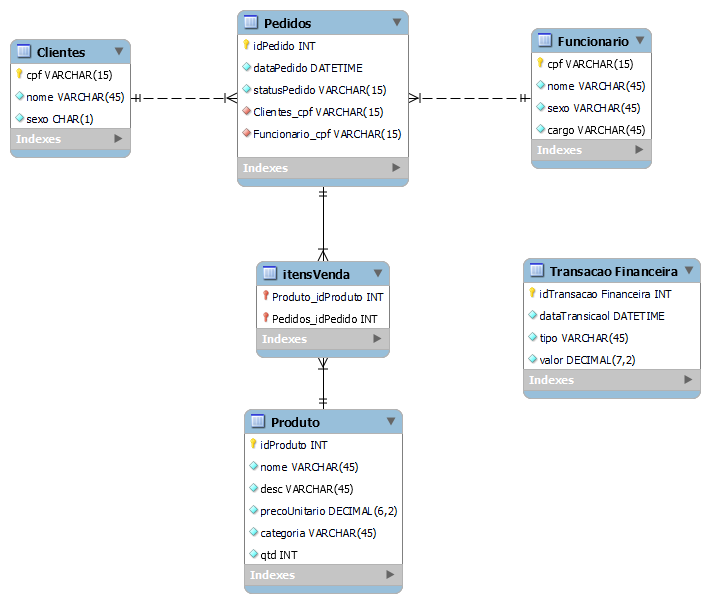 Clientes
cpf VARCHAR(15)
nome VARCHAR(45)
sexo CHAR(1)
Indexes
Pedidos
idPedido INT
dataPedido DATETIME
statusPedido VARCHAR(15)
Clientes_cpf VARCHAR(15)
Funcionario_cpf VARCHAR(15)
Indexes
Funcionario
cpf VARCHAR(15)
nome VARCHAR(45)
sexo VARCHAR(45)
cargo VARCHAR(45)
Indexes
itensVenda
Produto_idProduto INT
Pedidos_idPedido INT
Indexes
Transacao Financeira
idTransacao Financeira INT
dataTransicaol DATETIME
tipo VARCHAR(45)
valor DECIMAL(7,2)
Indexes
Produto
idProduto INT
nome VARCHAR(45)
desc VARCHAR(45)
precoUnitario DECIMAL(6,2)
categoria VARCHAR(45)
qtd INT
Indexes